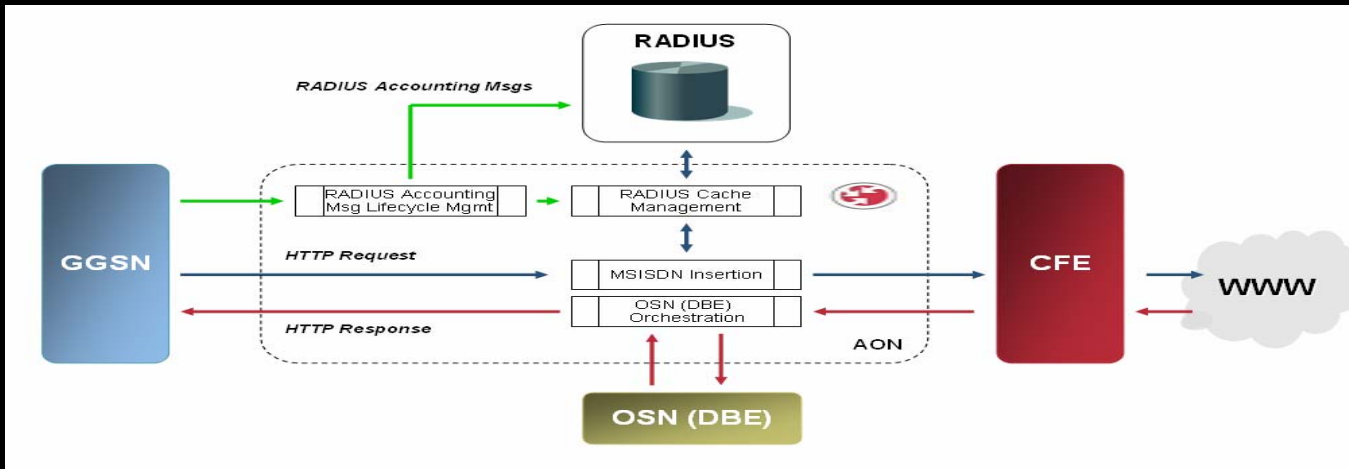 RADIUS
RADIUS Accounting Msgs
RADIUS Accounting
Msg Lifecycle Mgmt
RADIUS Cache
Management
GGSN
HTTP Request
MSISDN Insertion
CFE
WWW
OSN (DBE)
Orchestration
HTTP Response
AON
OSN (DBE)